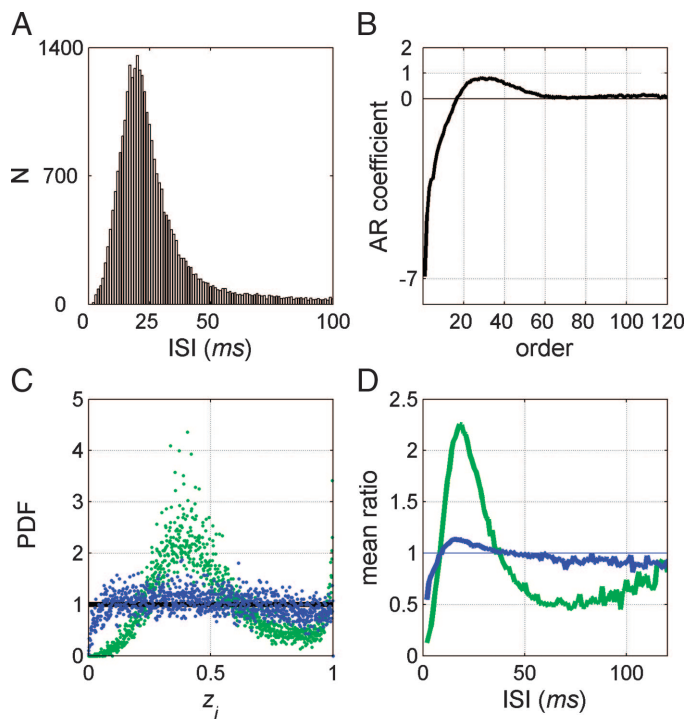 A
N
1400
700
0
0 25 50 100
ISI (ms)
B
AR coefficient
2
1
0
-7
20 40 60 80 100 120
order
C
PDF
5
4
3
2
1
0
0 0.5 1
z_i
D
mean ratio
2.5
2
1.5
1
0.5
0
0 50 100
ISI (ms)